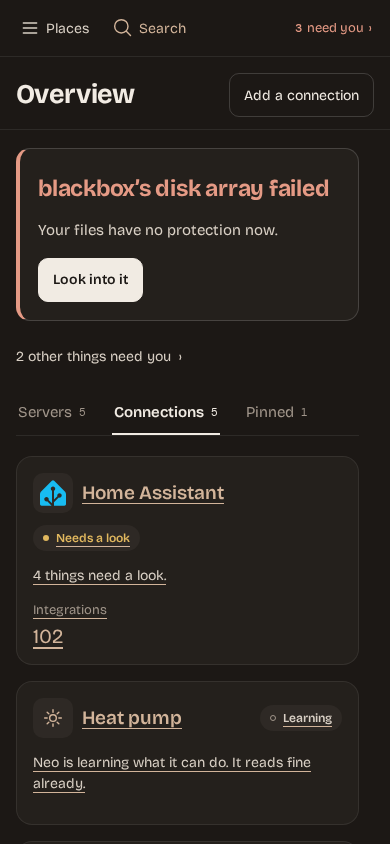 Places
Search
3 need you ›
Overview
Add a connection
blackbox's disk array failed
Your files have no protection now.
Look into it
2 other things need you ›
Servers 5
Connections 5
Pinned 1
Home Assistant
Needs a look
4 things need a look.
Integrations
102
Heat pump
Learning
Neo is learning what it can do. It reads fine
already.